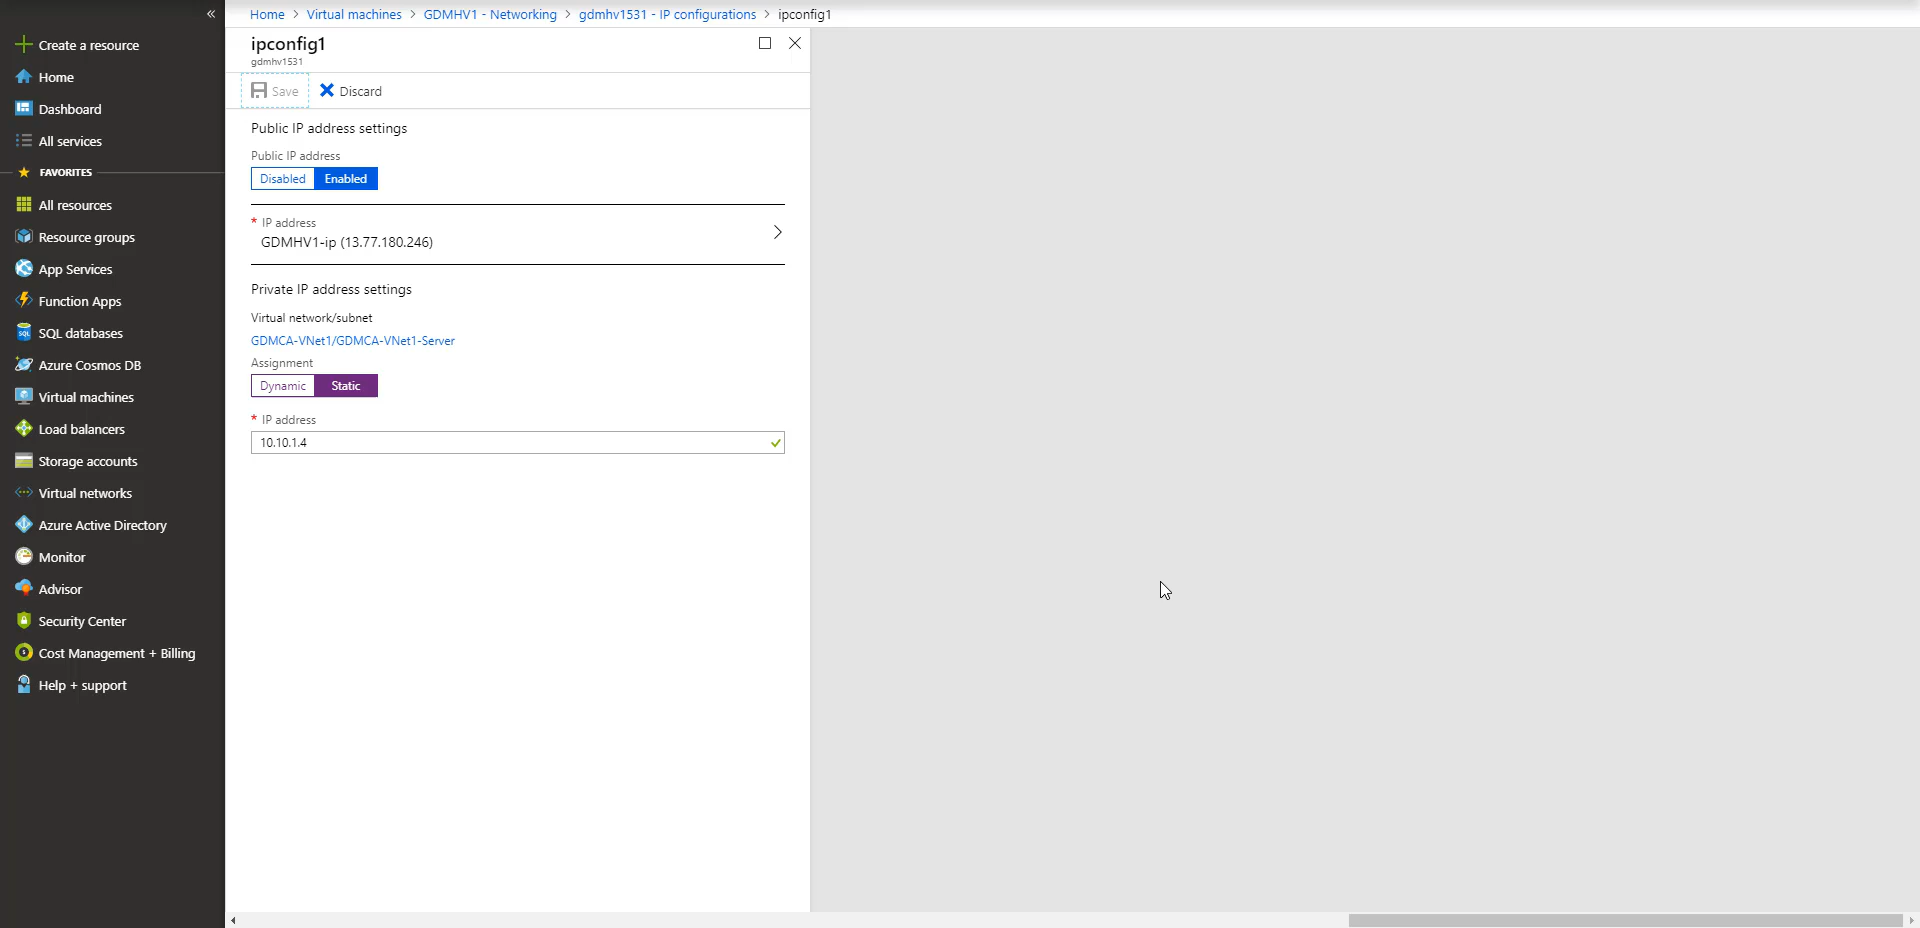 Home > Virtual machines > GDMHV1 - Networking > gdmhv1531 - IP configurations > ipconfig1
«
Create a resource
Home
Dashboard
All services
FAVORITES
All resources
Resource groups
App Services
Function Apps
SQL databases
Azure Cosmos DB
Virtual machines
Load balancers
Storage accounts
Virtual networks
Azure Active Directory
Monitor
Advisor
Security Center
Cost Management + Billing
Help + support
ipconfig1
gdmhv1531
Save Discard
Public IP address settings
Public IP address
Disabled Enabled
* IP address
GDMHV1-ip (13.77.180.246)
Private IP address settings
Virtual network/subnet
GDMCA-VNet1/GDMCA-VNet1-Server
Assignment
Dynamic Static
* IP address
10.10.1.4